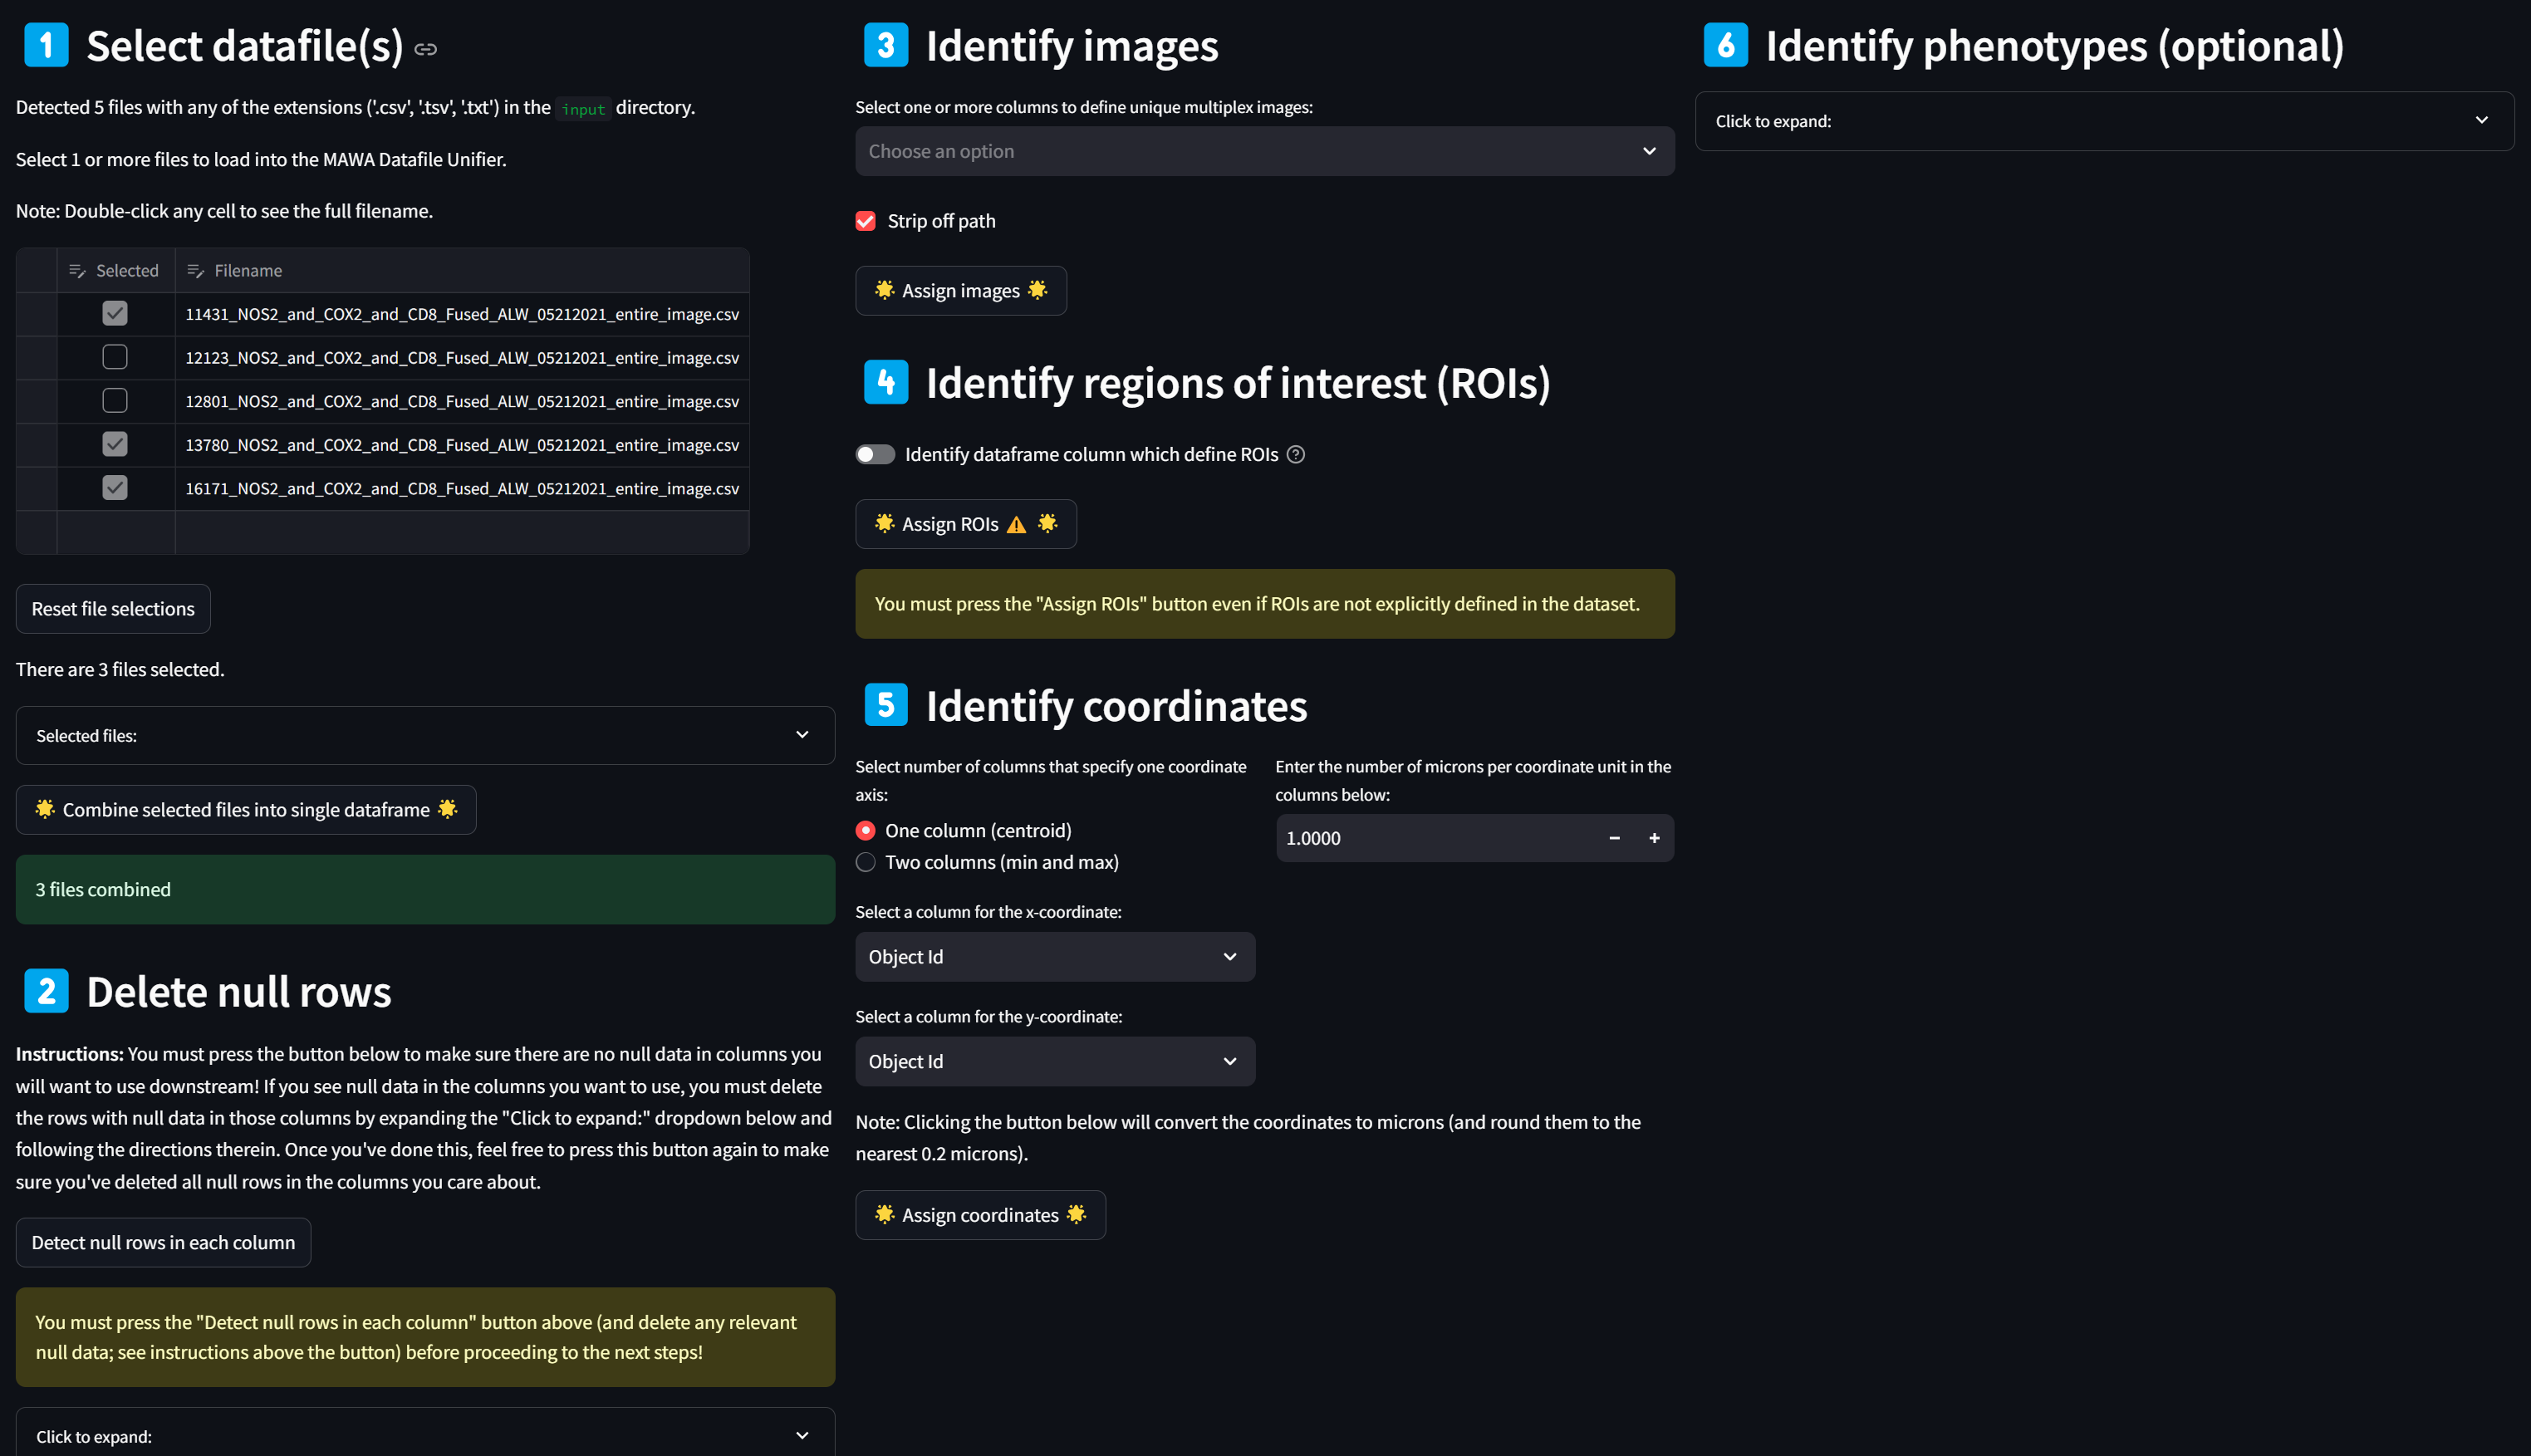 1 Select datafile(s)
Detected 5 files with any of the extensions ('.csv', '.tsv', '.txt') in the input directory.
Select 1 or more files to load into the MAWA Datafile Unifier.
Note: Double-click any cell to see the full filename.
Selected Filename
11431_NOS2_and_COX2_and_CD8_Fused_ALW_05212021_entire_image.csv
12123_NOS2_and_COX2_and_CD8_Fused_ALW_05212021_entire_image.csv
12801_NOS2_and_COX2_and_CD8_Fused_ALW_05212021_entire_image.csv
13780_NOS2_and_COX2_and_CD8_Fused_ALW_05212021_entire_image.csv
16171_NOS2_and_COX2_and_CD8_Fused_ALW_05212021_entire_image.csv
Reset file selections
There are 3 files selected.
Selected files:
🌟 Combine selected files into single dataframe 🌟
3 files combined
2 Delete null rows
Instructions: You must press the button below to make sure there are no null data in columns you
will want to use downstream! If you see null data in the columns you want to use, you must delete
the rows with null data in those columns by expanding the "Click to expand:" dropdown below and
following the directions therein. Once you've done this, feel free to press this button again to make
sure you've deleted all null rows in the columns you care about.
Detect null rows in each column
You must press the "Detect null rows in each column" button above (and delete any relevant
null data; see instructions above the button) before proceeding to the next steps!
Click to expand:
3 Identify images
Select one or more columns to define unique multiplex images:
Choose an option
Strip off path
🌟 Assign images 🌟
4 Identify regions of interest (ROIs)
Identify dataframe column which define ROIs ?
🌟 Assign ROIs ⚠️ 🌟
You must press the "Assign ROIs" button even if ROIs are not explicitly defined in the dataset.
5 Identify coordinates
Select number of columns that specify one coordinate
axis:
One column (centroid)
Two columns (min and max)
Enter the number of microns per coordinate unit in the
columns below:
1.0000 − +
Select a column for the x-coordinate:
Object Id
Select a column for the y-coordinate:
Object Id
Note: Clicking the button below will convert the coordinates to microns (and round them to the
nearest 0.2 microns).
🌟 Assign coordinates 🌟
6 Identify phenotypes (optional)
Click to expand: